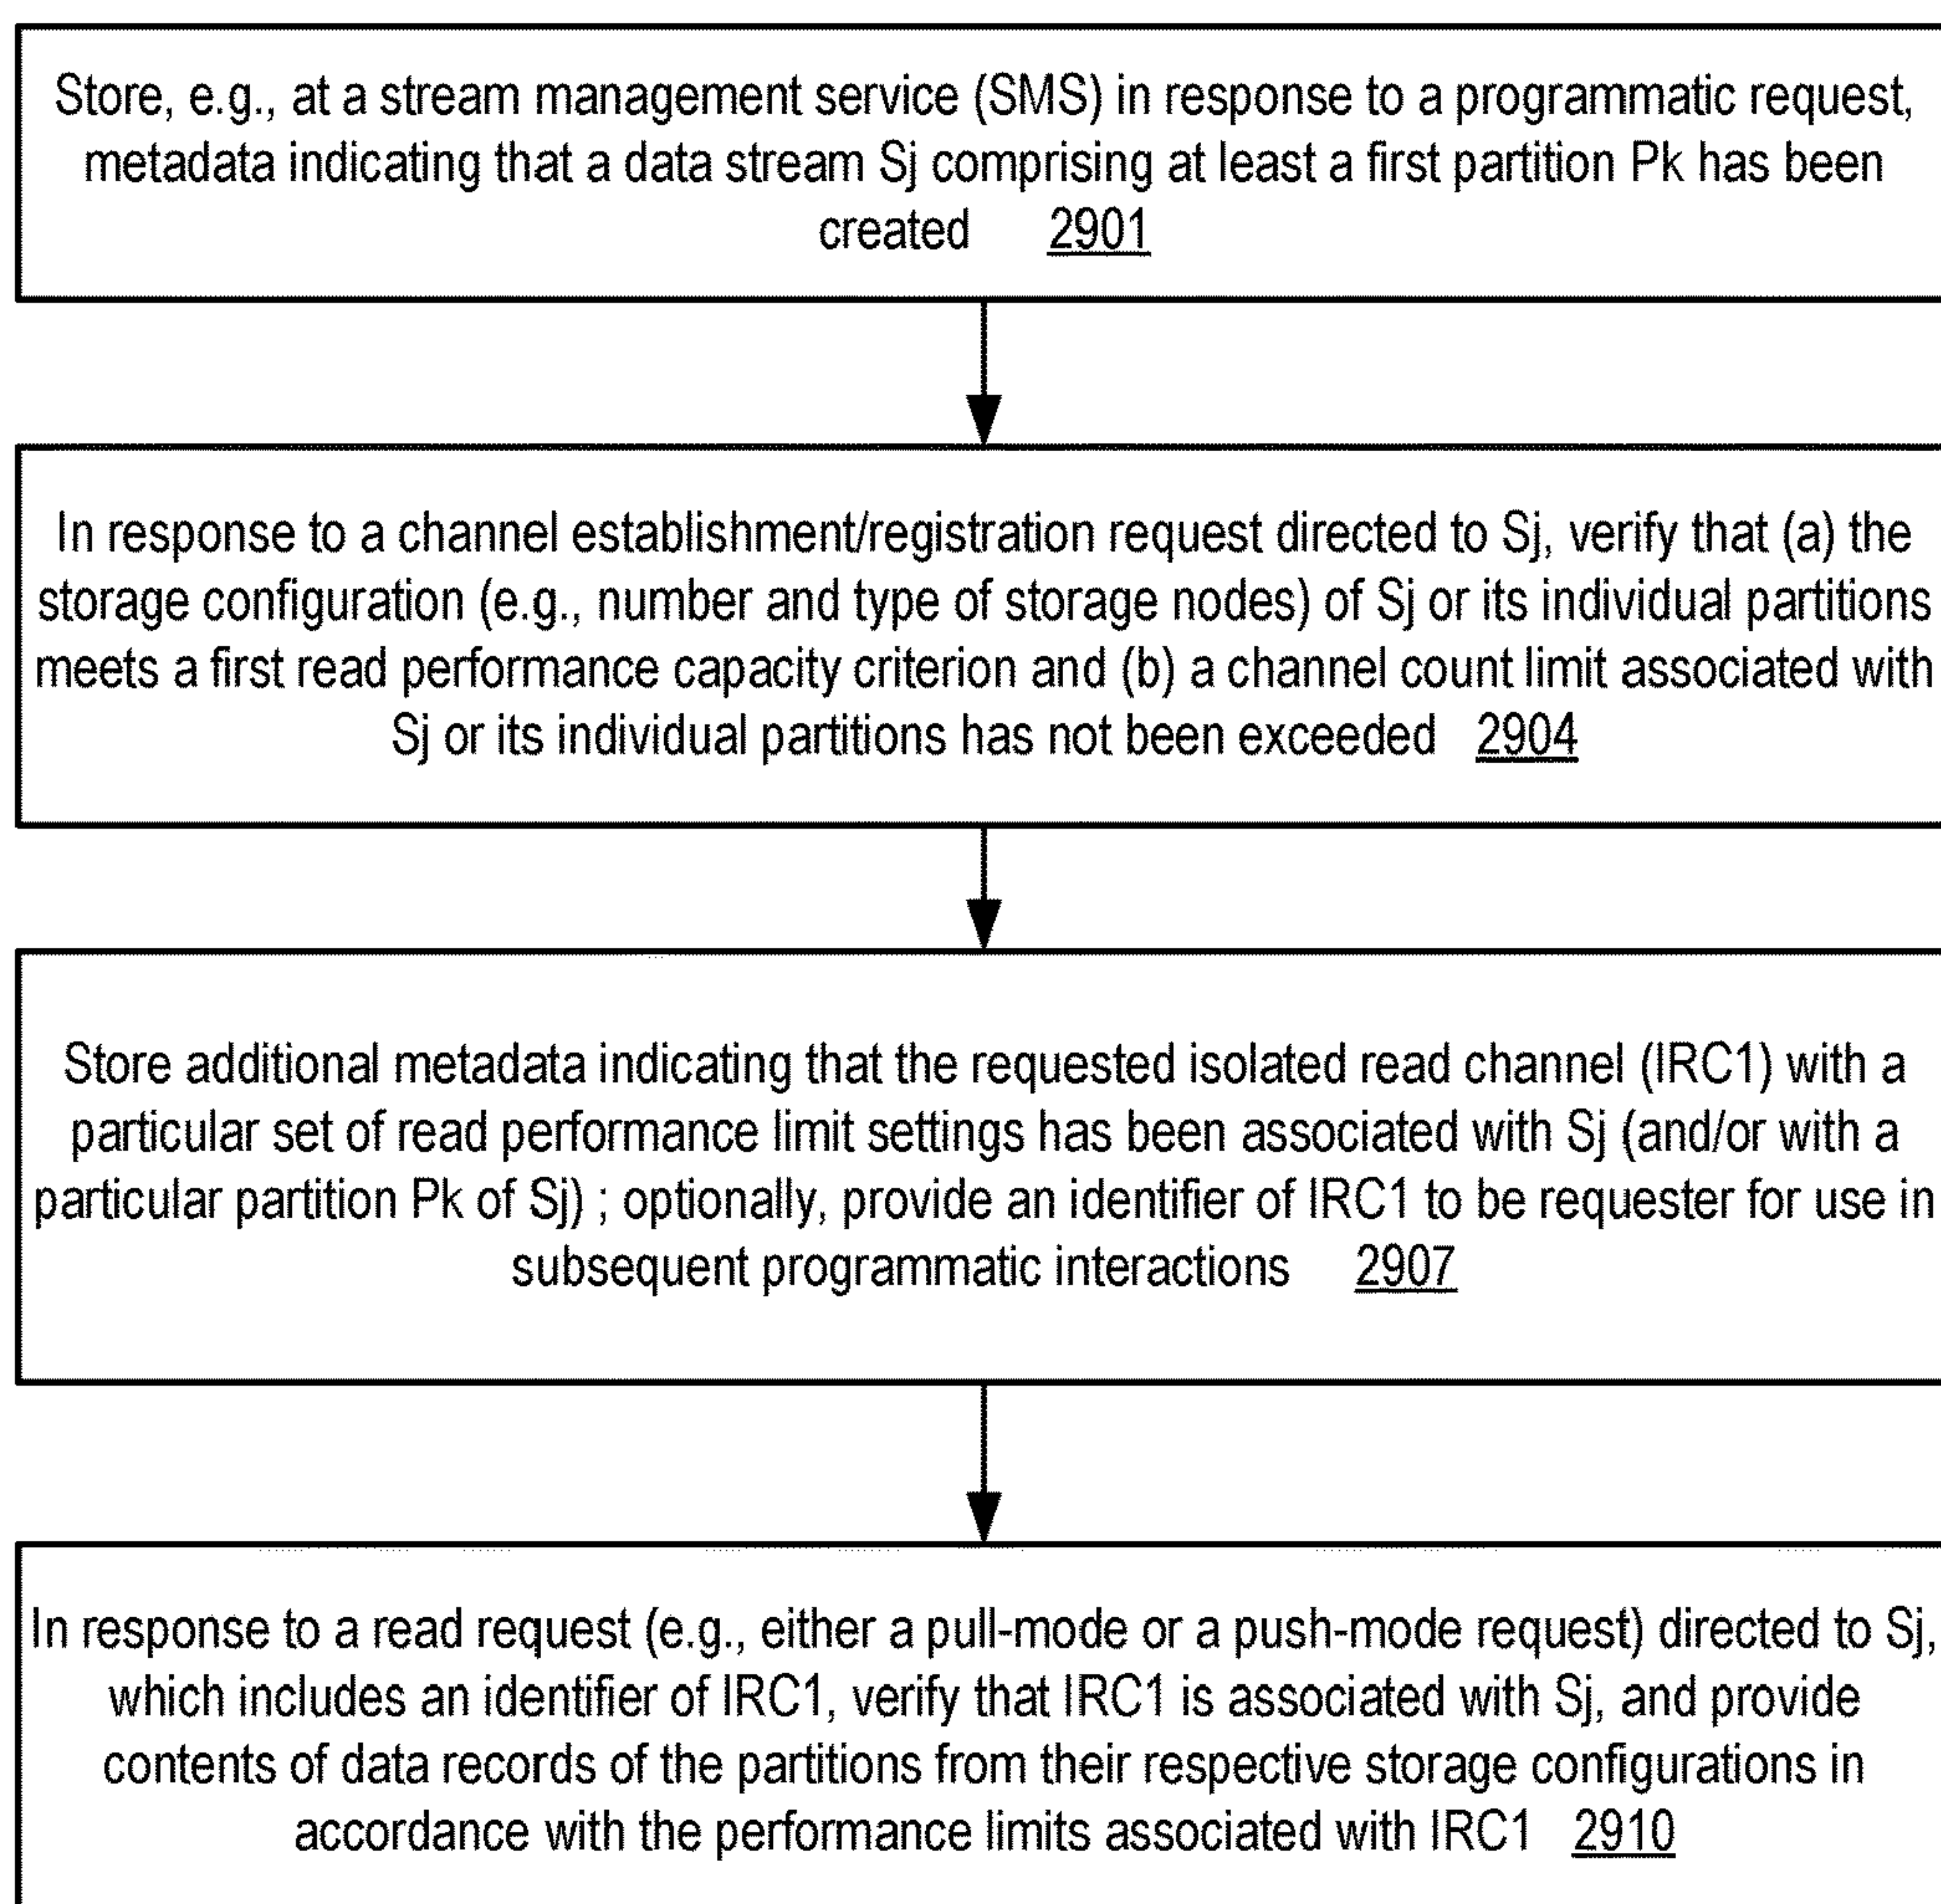 Store, e.g., at a stream management service (SMS) in response to a programmatic request,
metadata indicating that a data stream Sj comprising at least a first partition Pk has been
created 2901
In response to a channel establishment/registration request directed to Sj, verify that (a) the
storage configuration (e.g., number and type of storage nodes) of Sj or its individual partitions
meets a first read performance capacity criterion and (b) a channel count limit associated with
Sj or its individual partitions has not been exceeded 2904
Store additional metadata indicating that the requested isolated read channel (IRC1) with a
particular set of read performance limit settings has been associated with Sj (and/or with a
particular partition Pk of Sj) ; optionally, provide an identifier of IRC1 to be requester for use in
subsequent programmatic interactions 2907
In response to a read request (e.g., either a pull-mode or a push-mode request) directed to Sj,
which includes an identifier of IRC1, verify that IRC1 is associated with Sj, and provide
contents of data records of the partitions from their respective storage configurations in
accordance with the performance limits associated with IRC1 2910